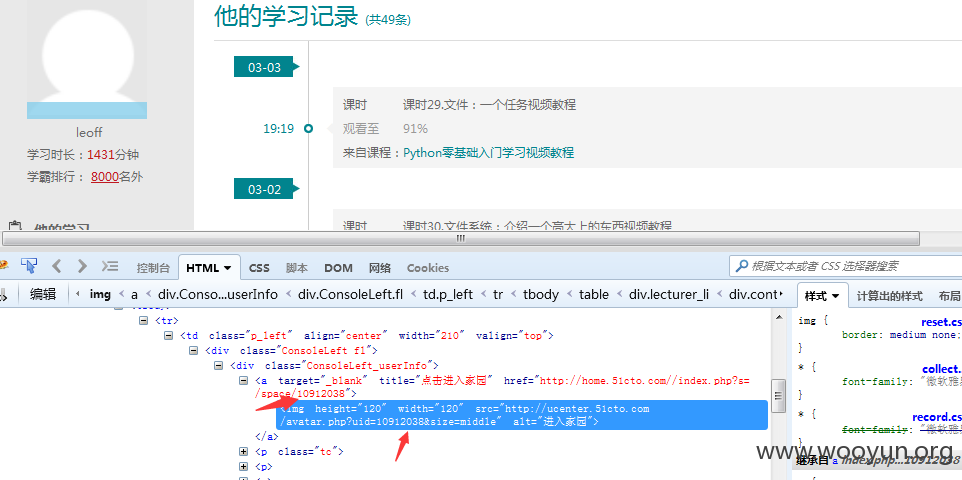 他的学习记录 (共49条)
03-03
课时 课时29.文件：一个任务视频教程
19:19 观看至 91%
来自课程：Python零基础入门学习视频教程
03-02
课时 课时30.文件系统：介绍一个高大上的东西视频教程
leoff
学习时长：1431分钟
学霸排行： 8000名外
他的学习
控制台 HTML CSS 脚本 DOM 网络 Cookies
根据文本或者 CSS 选择器搜索
编辑 img < a < div.Conso...userInfo < div.ConsoleLeft.fl < td.p_left < tr < tbody < table < div.lecturer_li < div.cont
样式 计算出的样式 布局
<tr>
<td class="p_left" align="center" width="210" valign="top">
<div class="ConsoleLeft fl">
<div class="ConsoleLeft_userInfo">
<a target="_blank" title="点击进入家园" href="http://home.51cto.com//index.php?s=
/space/10912038">
<img height="120" width="120" src="http://ucenter.51cto.com
/avatar.php?uid=10912038&size=middle" alt="进入家园">
</a>
<p class="tc">
<p>
img { reset.cs
border: medium none;
}
* { collect.
font-family: "微软雅
}
* { record.cs
font-family: "微软雅
继承自 a index.php...10912038
www.wooyun.org